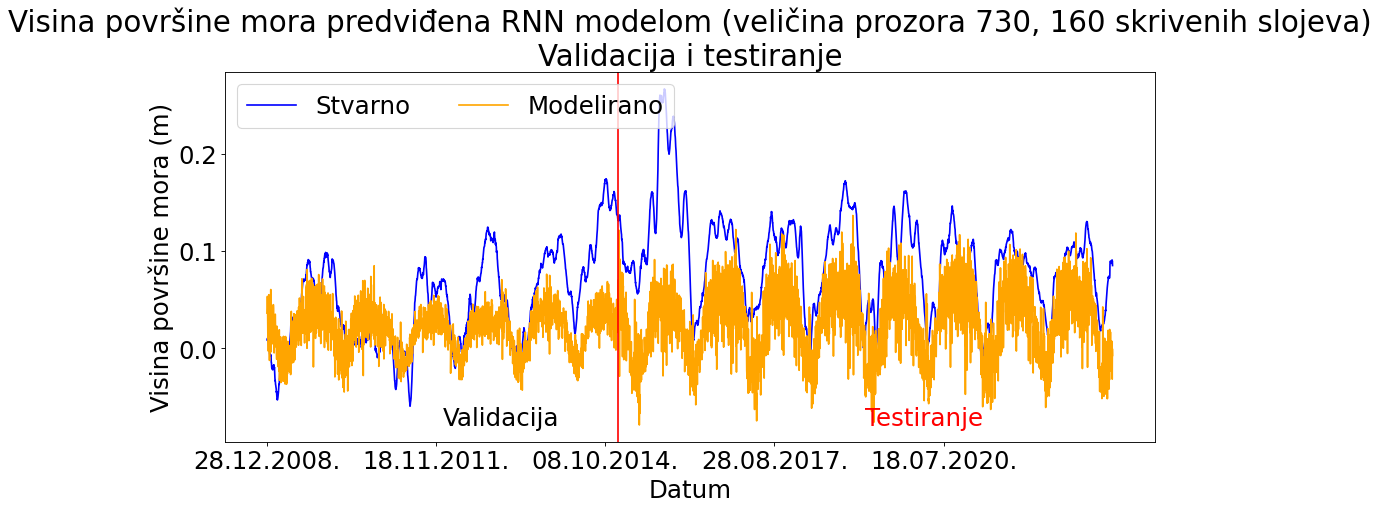 Visina površine mora predviđena RNN modelom (veličina prozora 730, 160 skrivenih slojeva)
Validacija i testiranje
Stvarno
Modelirano
Visina površine mora (m)
0.2
0.1
0.0
Validacija
Testiranje
28.12.2008.
18.11.2011.
08.10.2014.
28.08.2017.
18.07.2020.
Datum